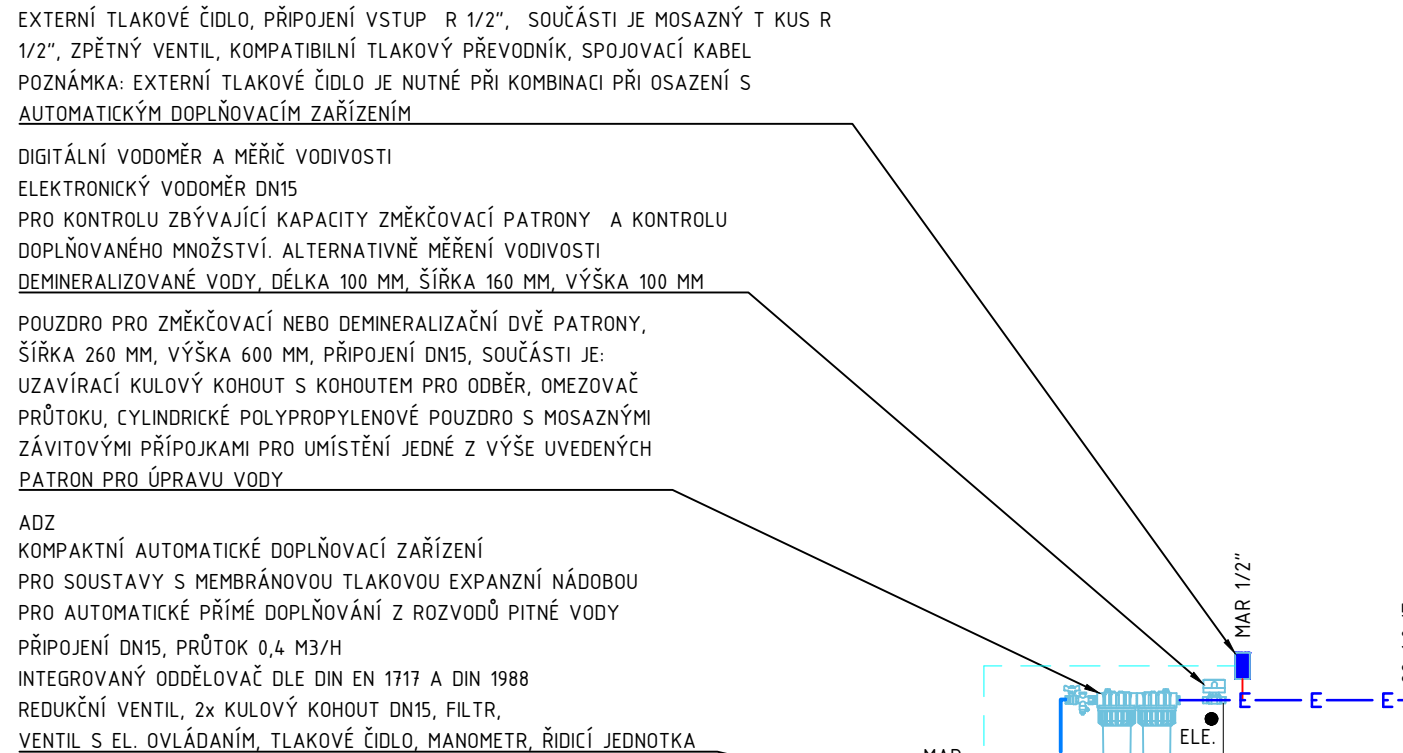 EXTERNÍ TLAKOVÉ ČIDLO, PŘIPOJENÍ VSTUP  R 1/2",  SOUČÁSTI JE MOSAZNÝ T KUS R
1/2", ZPĚTNÝ VENTIL, KOMPATIBILNÍ TLAKOVÝ PŘEVODNÍK, SPOJOVACÍ KABEL
POZNÁMKA: EXTERNÍ TLAKOVÉ ČIDLO JE NUTNÉ PŘI KOMBINACI PŘI OSAZENÍ S
AUTOMATICKÝM DOPLŇOVACÍM ZAŘÍZENÍM
DIGITÁLNÍ VODOMĚR A MĚŘIČ VODIVOSTI
ELEKTRONICKÝ VODOMĚR DN15
PRO KONTROLU ZBÝVAJÍCÍ KAPACITY ZMĚKČOVACÍ PATRONY  A KONTROLU
DOPLŇOVANÉHO MNOŽSTVÍ. ALTERNATIVNĚ MĚŘENÍ VODIVOSTI
DEMINERALIZOVANÉ VODY, DÉLKA 100 MM, ŠÍŘKA 160 MM, VÝŠKA 100 MM
POUZDRO PRO ZMĚKČOVACÍ NEBO DEMINERALIZAČNÍ DVĚ PATRONY,
ŠÍŘKA 260 MM, VÝŠKA 600 MM, PŘIPOJENÍ DN15, SOUČÁSTI JE:
UZAVÍRACÍ KULOVÝ KOHOUT S KOHOUTEM PRO ODBĚR, OMEZOVAČ
PRŮTOKU, CYLINDRICKÉ POLYPROPYLENOVÉ POUZDRO S MOSAZNÝMI
ZÁVITOVÝMI PŘÍPOJKAMI PRO UMÍSTĚNÍ JEDNÉ Z VÝŠE UVEDENÝCH
PATRON PRO ÚPRAVU VODY
ADZ
KOMPAKTNÍ AUTOMATICKÉ DOPLŇOVACÍ ZAŘÍZENÍ
PRO SOUSTAVY S MEMBRÁNOVOU TLAKOVOU EXPANZNÍ NÁDOBOU
PRO AUTOMATICKÉ PŘÍMÉ DOPLŇOVÁNÍ Z ROZVODŮ PITNÉ VODY
PŘIPOJENÍ DN15, PRŮTOK 0,4 M3/H
INTEGROVANÝ ODDĚLOVAČ DLE DIN EN 1717 A DIN 1988
REDUKČNÍ VENTIL, 2x KULOVÝ KOHOUT DN15, FILTR,
VENTIL S EL. OVLÁDANÍM, TLAKOVÉ ČIDLO, MANOMETR, ŘIDICÍ JEDNOTKA
MAR 1/2"
E E E
ELE.
MAR